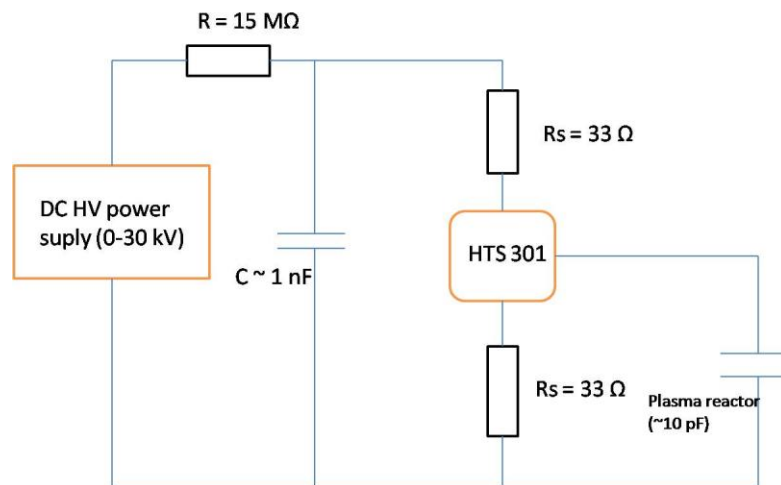 R = 15 MΩ
Rs = 33 Ω
DC HV power
suply (0-30 kV)
HTS 301
C ~ 1 nF
Rs = 33 Ω
Plasma reactor
(~10 pF)